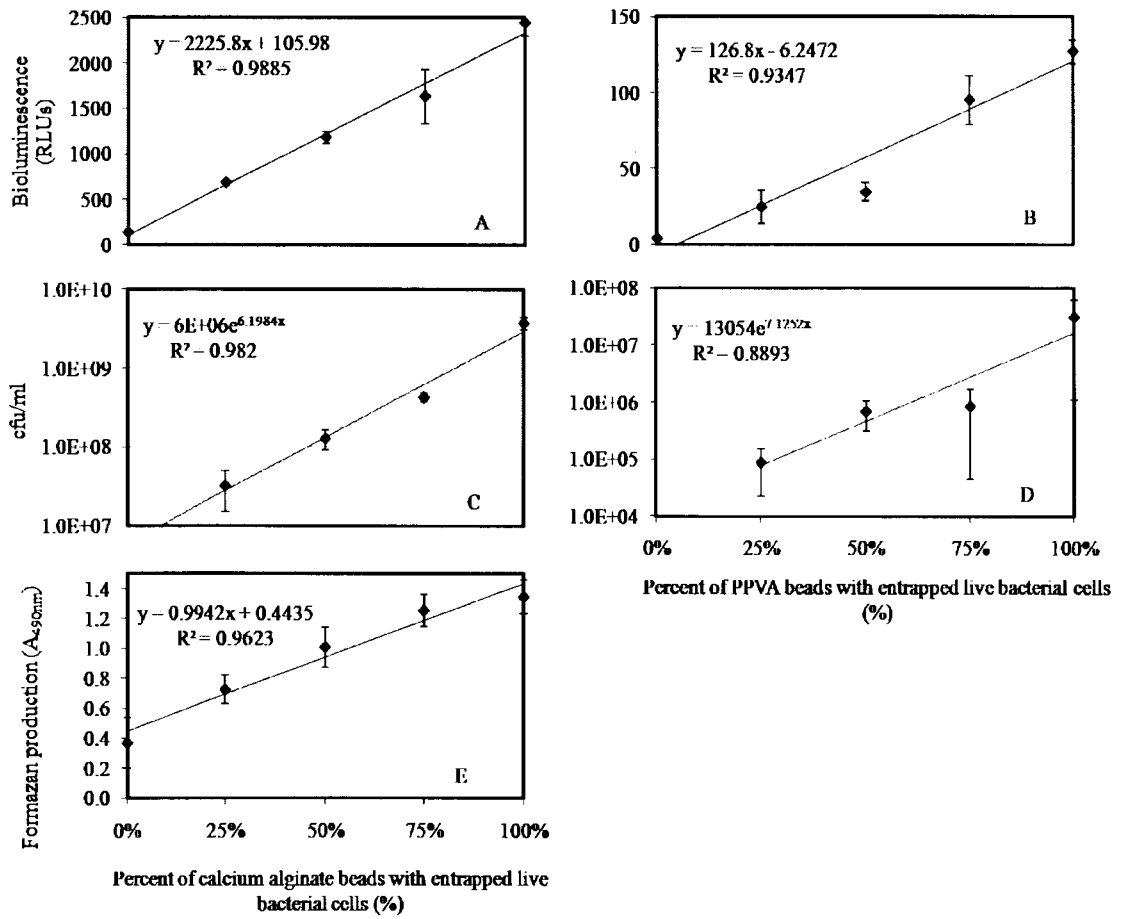 2500
2000
1500
1000
500
0
Bioluminescence
(RLUs)
y = 2225.8x + 105.98
R² = 0.9885
A
150
100
50
0
y = 126.8x - 6.2472
R² = 0.9347
B
1.0E+10
1.0E+09
1.0E+08
1.0E+07
cfu/ml
y = 6E+06e^6.1984x
R² = 0.982
C
1.0E+08
1.0E+07
1.0E+06
1.0E+05
1.0E+04
y = 13054e^7.1252x
R² = 0.8893
D
0% 25% 50% 75% 100%
Percent of PPVA beads with entrapped live bacterial cells
(%)
1.4
1.2
1.0
0.8
0.6
0.4
0.2
0.0
Formazan production (A490nm)
y = 0.9942x + 0.4435
R² = 0.9623
E
0% 25% 50% 75% 100%
Percent of calcium alginate beads with entrapped live
bacterial cells (%)